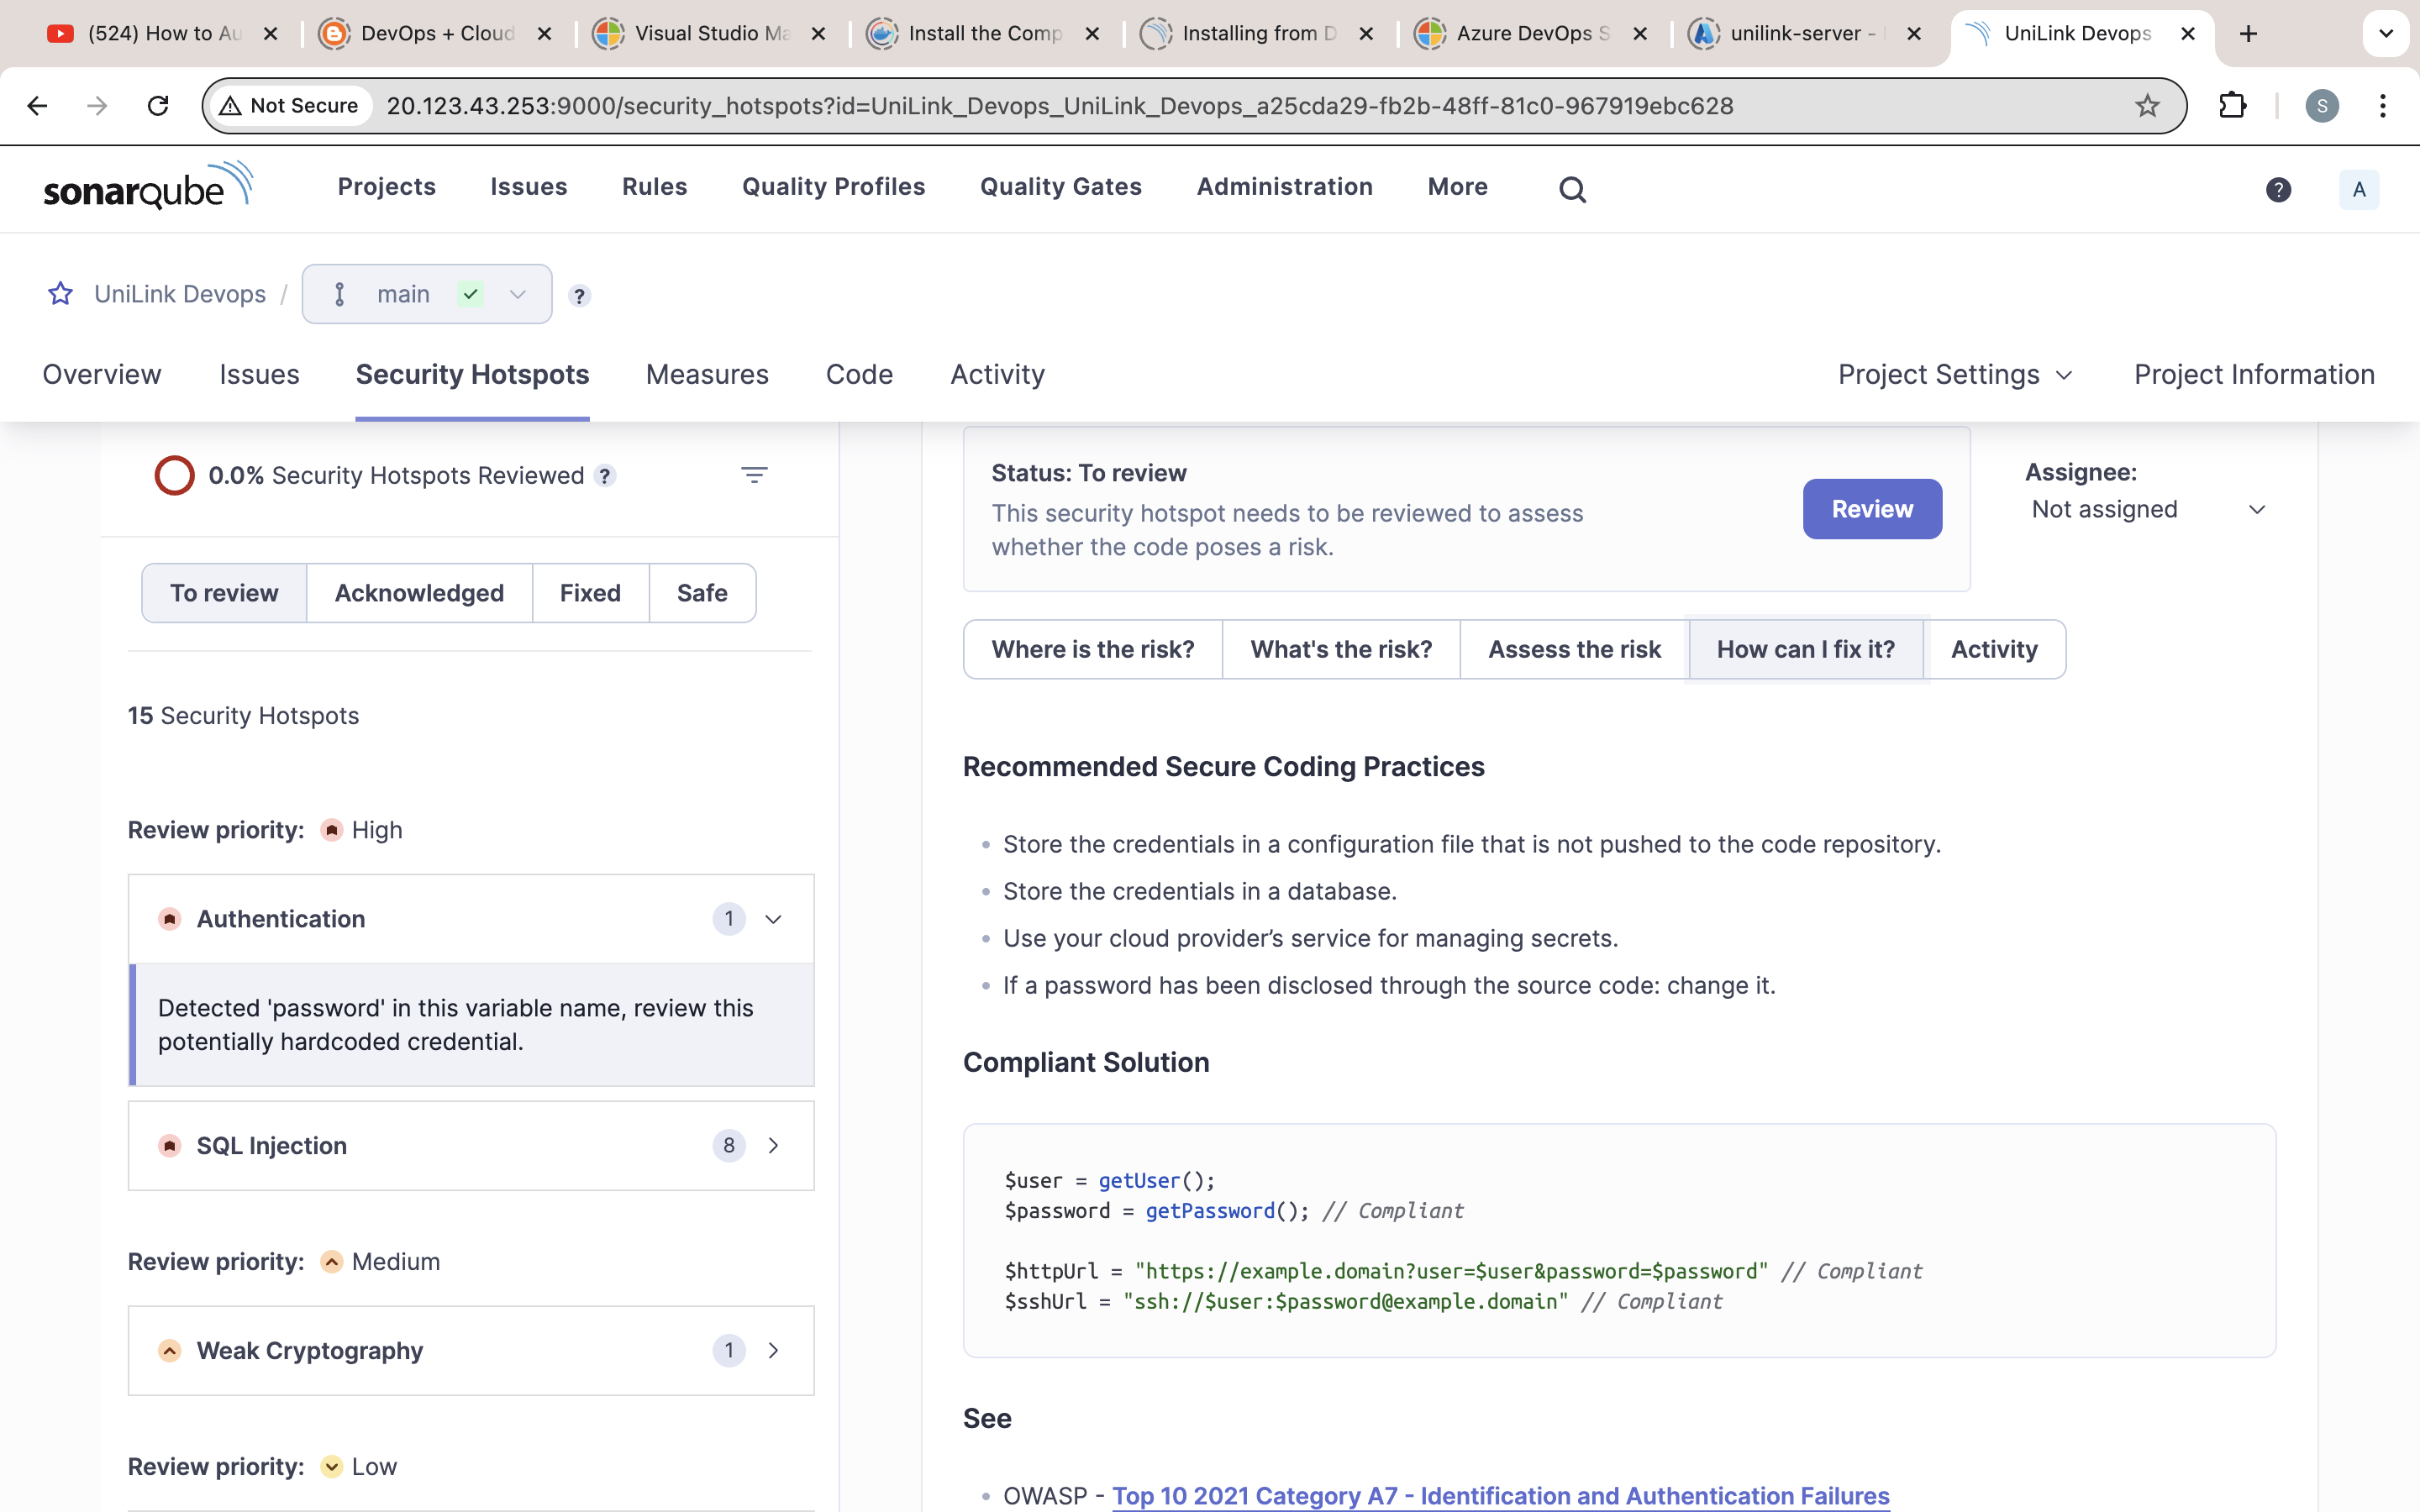 (524) How to Au
DevOps + Cloud
Visual Studio Ma
Install the Comp
Installing from D
Azure DevOps S
unilink-server -
UniLink Devops
Not Secure
20.123.43.253:9000/security_hotspots?id=UniLink_Devops_UniLink_Devops_a25cda29-fb2b-48ff-81c0-967919ebc628
S
sonarqube
Projects
Issues
Rules
Quality Profiles
Quality Gates
Administration
More
?
A
UniLink Devops /
main
?
Overview
Issues
Security Hotspots
Measures
Code
Activity
Project Settings
Project Information
0.0% Security Hotspots Reviewed ?
To review
Acknowledged
Fixed
Safe
15 Security Hotspots
Review priority: High
Authentication
1
Detected 'password' in this variable name, review this
potentially hardcoded credential.
SQL Injection
8
Review priority: Medium
Weak Cryptography
1
Review priority: Low
Status: To review
This security hotspot needs to be reviewed to assess
whether the code poses a risk.
Review
Assignee:
Not assigned
Where is the risk?
What's the risk?
Assess the risk
How can I fix it?
Activity
Recommended Secure Coding Practices
• Store the credentials in a configuration file that is not pushed to the code repository.
• Store the credentials in a database.
• Use your cloud provider’s service for managing secrets.
• If a password has been disclosed through the source code: change it.
Compliant Solution
$user = getUser();
$password = getPassword(); // Compliant
$httpUrl = "https://example.domain?user=$user&password=$password" // Compliant
$sshUrl = "ssh://$user:$password@example.domain" // Compliant
See
• OWASP - Top 10 2021 Category A7 - Identification and Authentication Failures